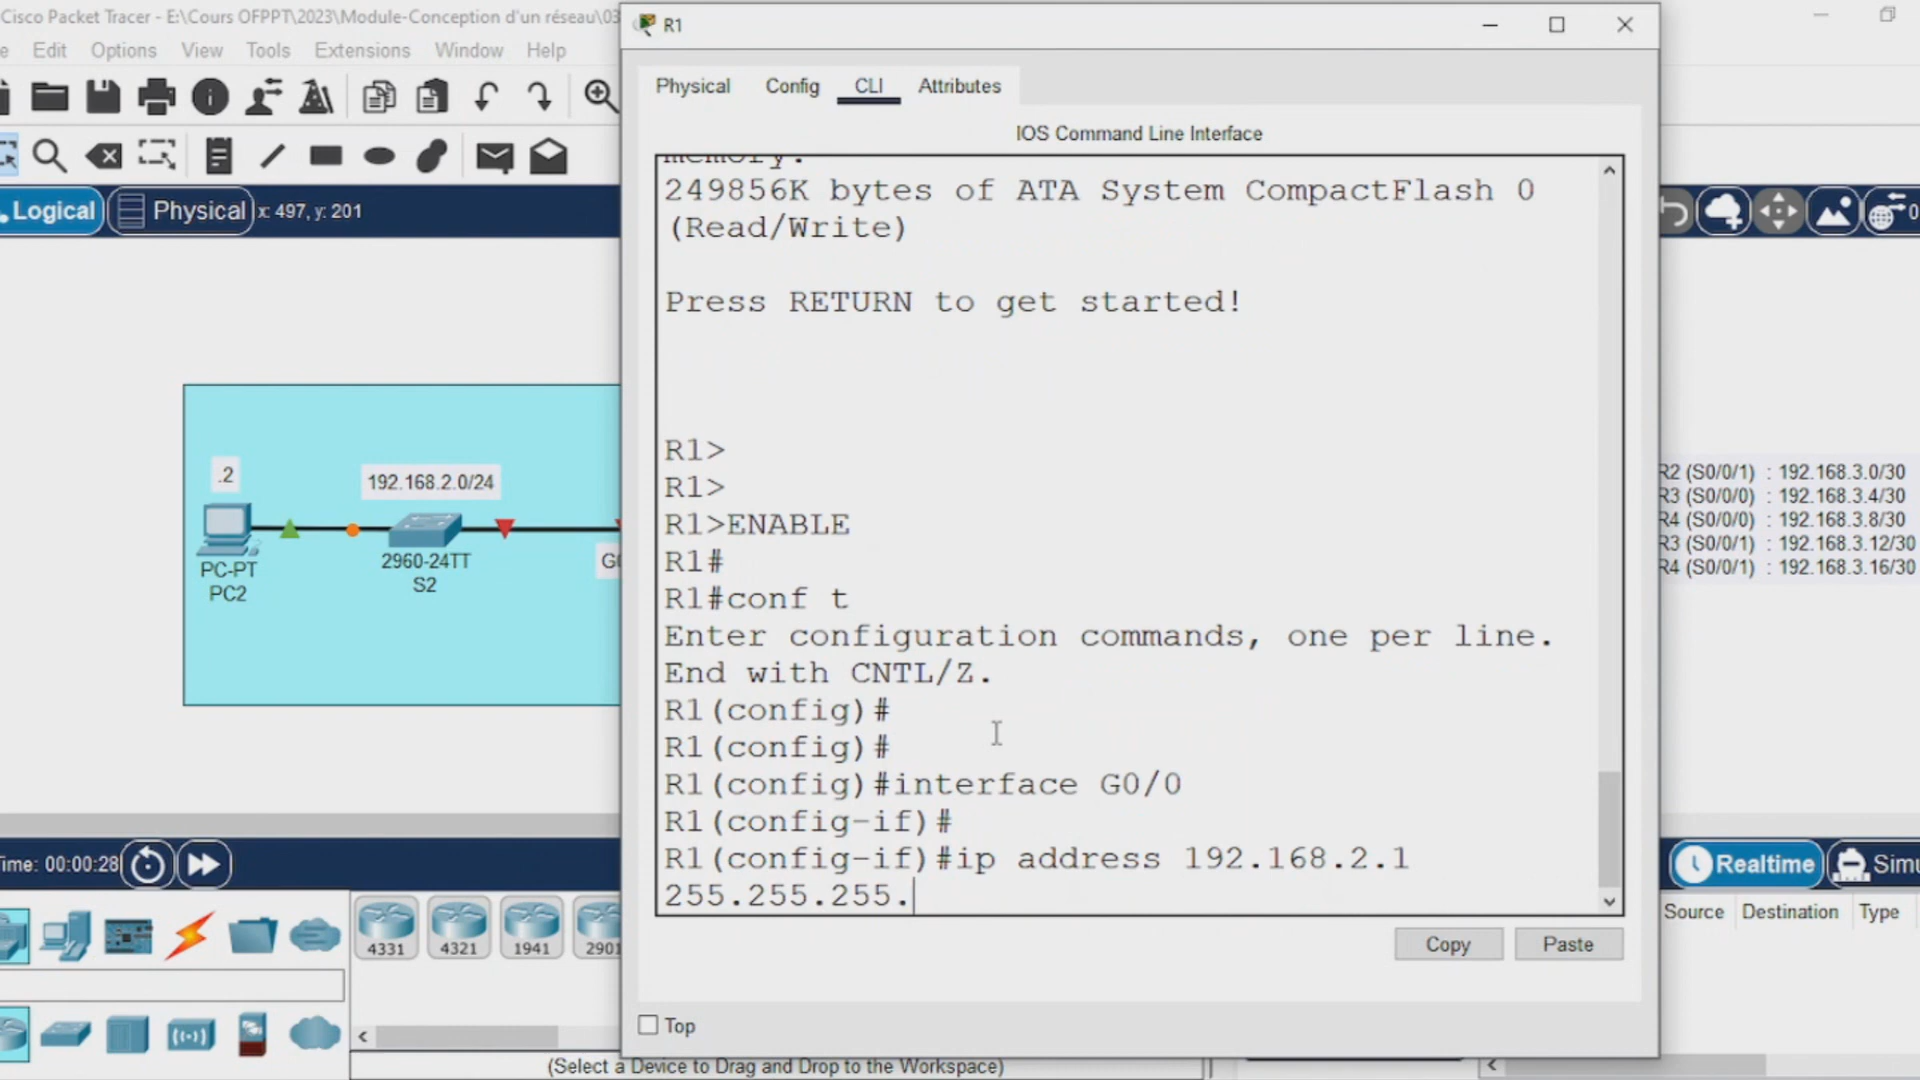 Cisco Packet Tracer - E:\Cours OFPPT\2023\Module-Conception d'un réseau\03
Edit Options View Tools Extensions Window Help
Logical Physical x: 497, y: 201
R1
Physical Config CLI Attributes
IOS Command Line Interface
memory.
249856K bytes of ATA System CompactFlash 0
(Read/Write)
Press RETURN to get started!
R1>
R1>
R1>ENABLE
R1#
R1#conf t
Enter configuration commands, one per line.
End with CNTL/Z.
R1(config)#
R1(config)#
R1(config)#interface G0/0
R1(config-if)#
R1(config-if)#ip address 192.168.2.1
255.255.255.
Copy Paste
Top
.2
192.168.2.0/24
PC-PT
PC2
2960-24TT
S2
R2 (S0/0/1) : 192.168.3.0/30
R3 (S0/0/0) : 192.168.3.4/30
R4 (S0/0/0) : 192.168.3.8/30
R3 (S0/0/1) : 192.168.3.12/30
R4 (S0/0/1) : 192.168.3.16/30
Time: 00:00:28
Realtime
4331 4321 1941 2901
Source Destination Type
(Select a Device to Drag and Drop to the Workspace)